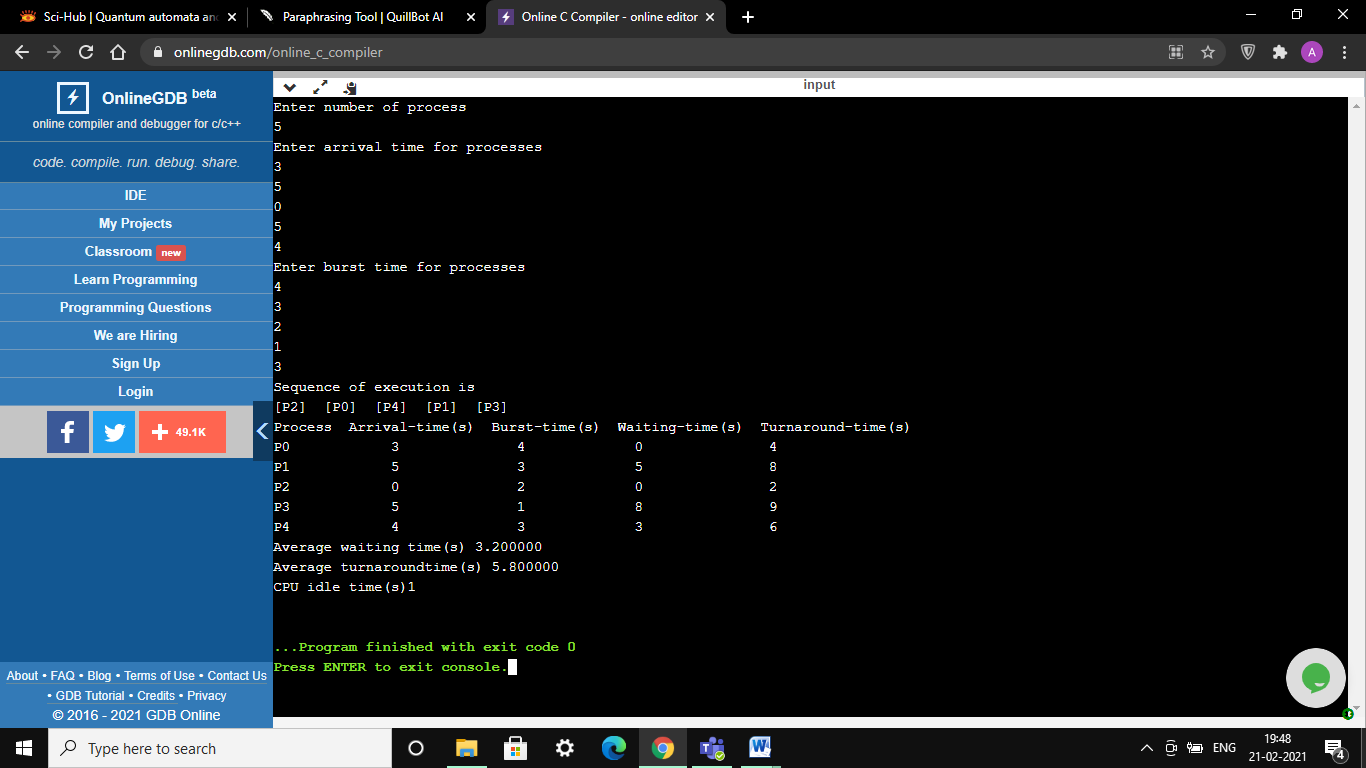 Sci-Hub | Quantum automata an
Paraphrasing Tool | QuillBot AI
Online C Compiler - online editor
onlinegdb.com/online_c_compiler
A
OnlineGDB beta
online compiler and debugger for c/c++
code. compile. run. debug. share.
IDE
My Projects
Classroom new
Learn Programming
Programming Questions
We are Hiring
Sign Up
Login
f
49.1K
About • FAQ • Blog • Terms of Use • Contact Us
• GDB Tutorial • Credits • Privacy
© 2016 - 2021 GDB Online
input
Enter number of process
5
Enter arrival time for processes
3
5
0
5
4
Enter burst time for processes
4
3
2
1
3
Sequence of execution is
[P2] [P0] [P4] [P1] [P3]
Process Arrival-time(s) Burst-time(s) Waiting-time(s) Turnaround-time(s)
P0 3 4 0 4
P1 5 3 5 8
P2 0 2 0 2
P3 5 1 8 9
P4 4 3 3 6
Average waiting time(s) 3.200000
Average turnaroundtime(s) 5.800000
CPU idle time(s)1
...Program finished with exit code 0
Press ENTER to exit console.
Type here to search
W
ENG
19:48
21-02-2021
4